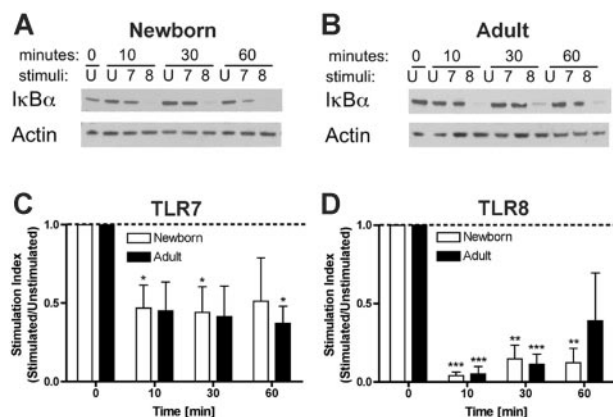 A Newborn
minutes: 0 10 30 60
stimuli: U U 7 8 U 7 8 U 7 8
IκBα
Actin
B Adult
minutes: 0 10 30 60
stimuli: U U 7 8 U 7 8 U 7 8
IκBα
Actin
C TLR7
Stimulation Index
(Stimulated/Unstimulated)
1.0
0.5
0.0
Newborn
Adult
* * *
0 10 30 60
Time [min]
D TLR8
Stimulation Index
(Stimulated/Unstimulated)
1.0
0.5
0.0
Newborn
Adult
*** *** ** *** **
0 10 30 60
Time [min]